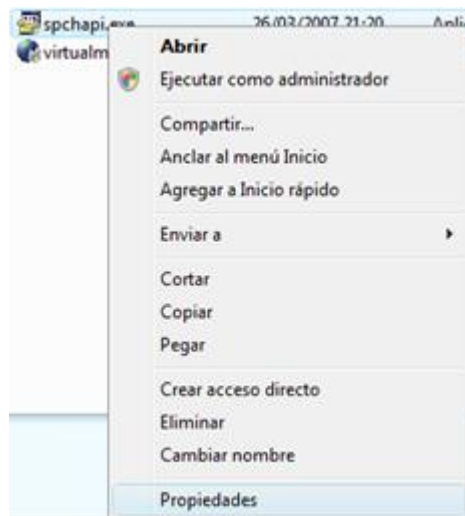 spchapi.exe 26/03/2007 21:20 Apli
virtualm
Abrir
Ejecutar como administrador
Compartir...
Anclar al menú Inicio
Agregar a Inicio rápido
Enviar a
Cortar
Copiar
Pegar
Crear acceso directo
Eliminar
Cambiar nombre
Propiedades